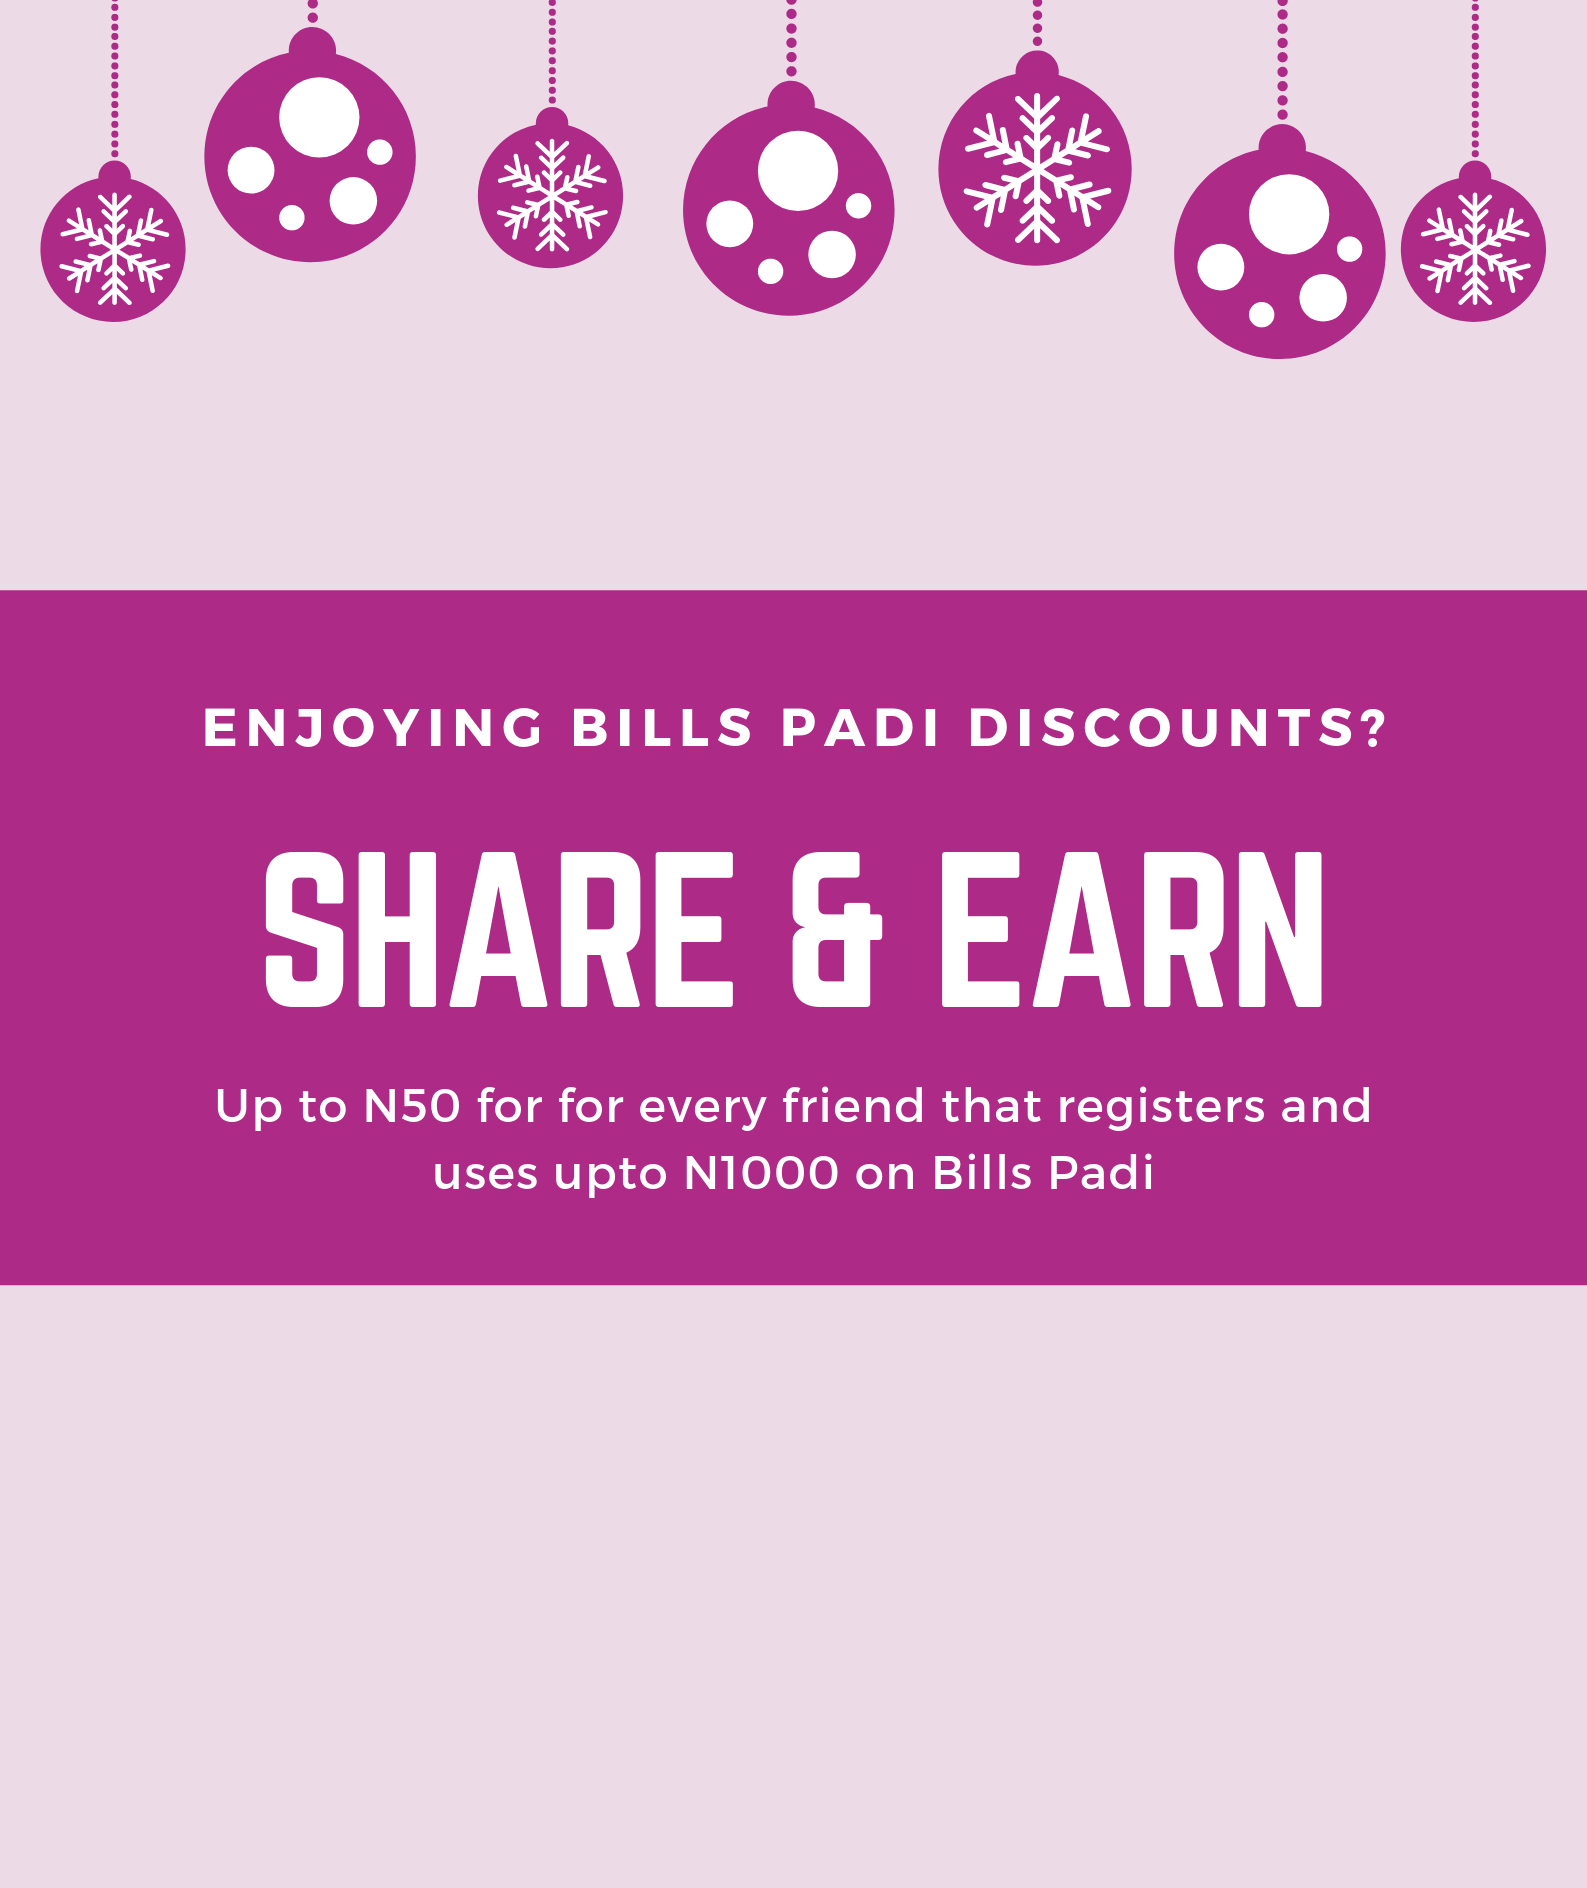 ENJOYING BILLS PADI DISCOUNTS?
SHARE & EARN
Up to N50 for for every friend that registers and
uses upto N1000 on Bills Padi